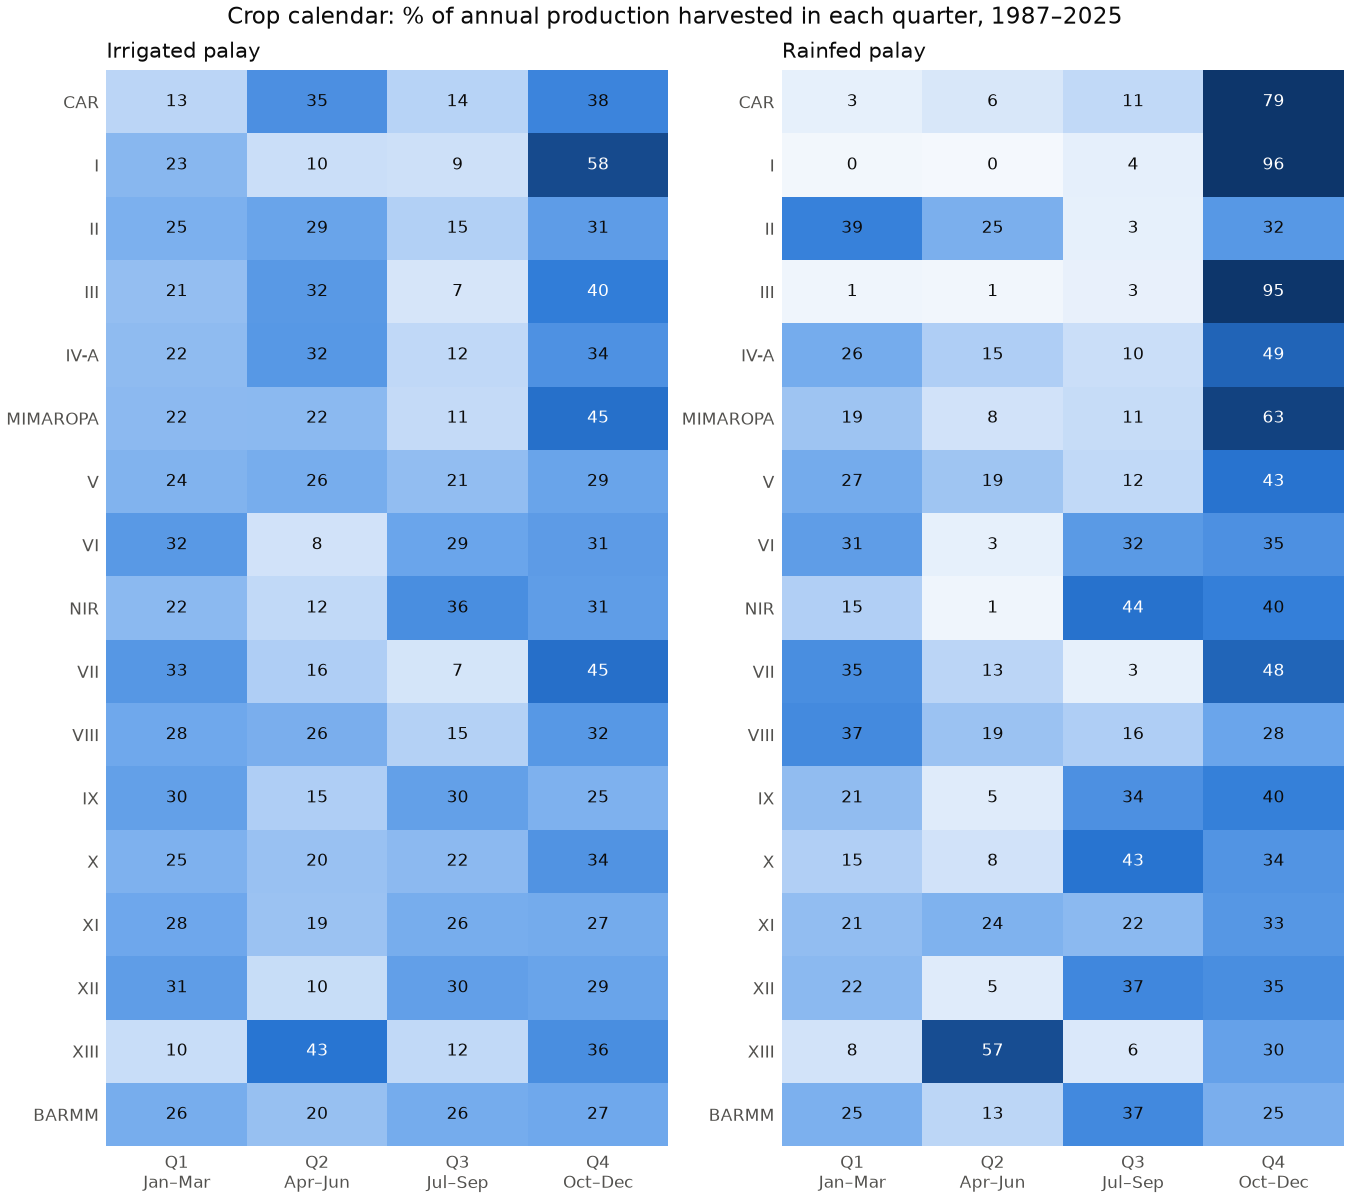 Crop calendar: % of annual production harvested in each quarter, 1987–2025
Irrigated palay
CAR 13 35 14 38
I 23 10 9 58
II 25 29 15 31
III 21 32 7 40
IV-A 22 32 12 34
MIMAROPA 22 22 11 45
V 24 26 21 29
VI 32 8 29 31
NIR 22 12 36 31
VII 33 16 7 45
VIII 28 26 15 32
IX 30 15 30 25
X 25 20 22 34
XI 28 19 26 27
XII 31 10 30 29
XIII 10 43 12 36
BARMM 26 20 26 27
Q1 Q2 Q3 Q4
Jan–Mar Apr–Jun Jul–Sep Oct–Dec
Rainfed palay
CAR 3 6 11 79
I 0 0 4 96
II 39 25 3 32
III 1 1 3 95
IV-A 26 15 10 49
MIMAROPA 19 8 11 63
V 27 19 12 43
VI 31 3 32 35
NIR 15 1 44 40
VII 35 13 3 48
VIII 37 19 16 28
IX 21 5 34 40
X 15 8 43 34
XI 21 24 22 33
XII 22 5 37 35
XIII 8 57 6 30
BARMM 25 13 37 25
Q1 Q2 Q3 Q4
Jan–Mar Apr–Jun Jul–Sep Oct–Dec